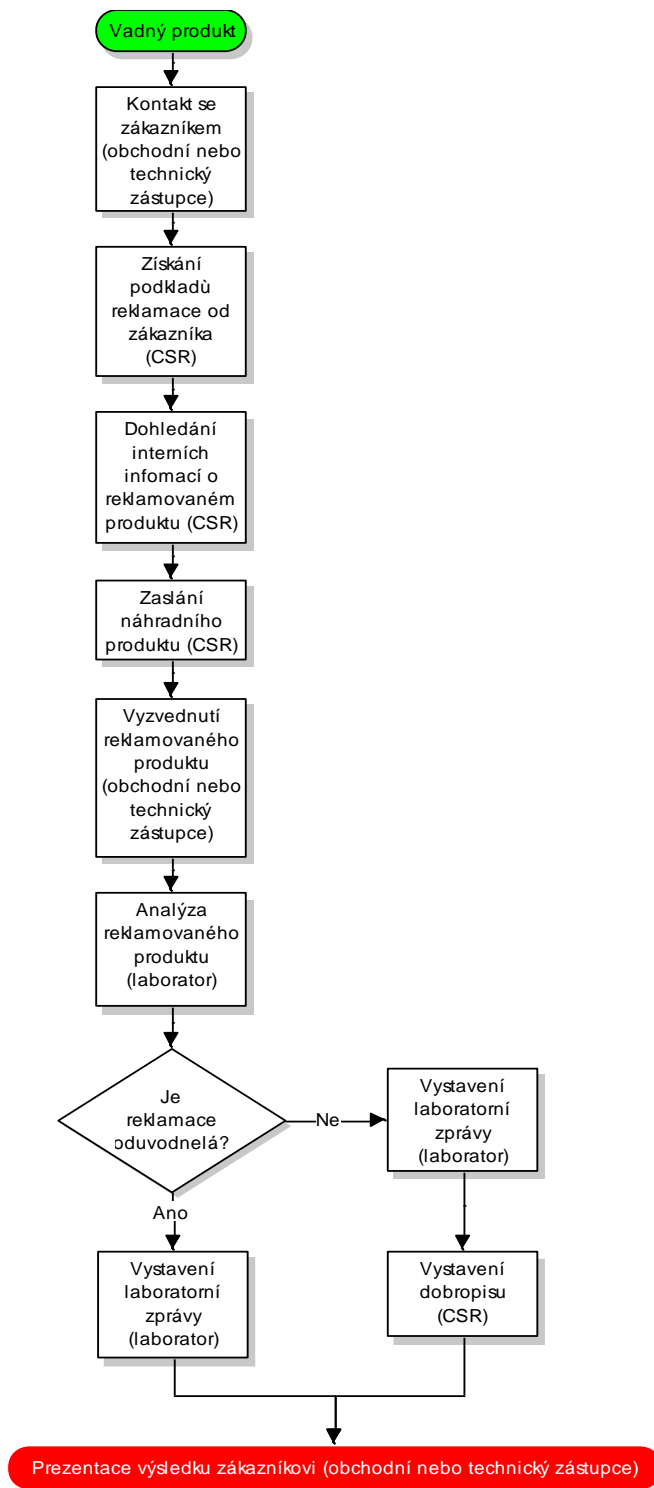 Vadný produkt
Kontakt se
zákazníkem
(obchodní nebo
technický
zástupce)
Získání
podkladù
reklamace od
zákazníka
(CSR)
Dohledání
interních
infomací o
reklamovaném
produktu (CSR)
Zaslání
náhradního
produktu (CSR)
Vyzvednutí
reklamovaného
produktu
(obchodní nebo
technický
zástupce)
Analýza
reklamovaného
produktu
(laborator)
Je
reklamace
oduvodnelá?
Ne
Vystavení
laboratorní
zprávy
(laborator)
Ano
Vystavení
laboratorní
zprávy
(laborator)
Vystavení
dobropisu
(CSR)
Prezentace výsledku zákazníkovi (obchodní nebo technický zástupce)